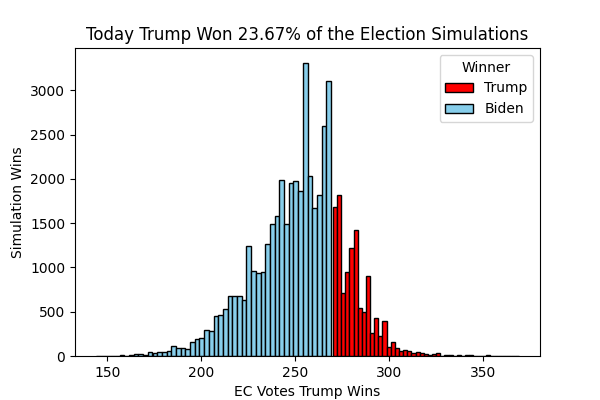 Today Trump Won 23.67% of the Election Simulations
Winner
Trump
Biden
Simulation Wins
3000
2500
2000
1500
1000
500
0
150
200
250
300
350
EC Votes Trump Wins